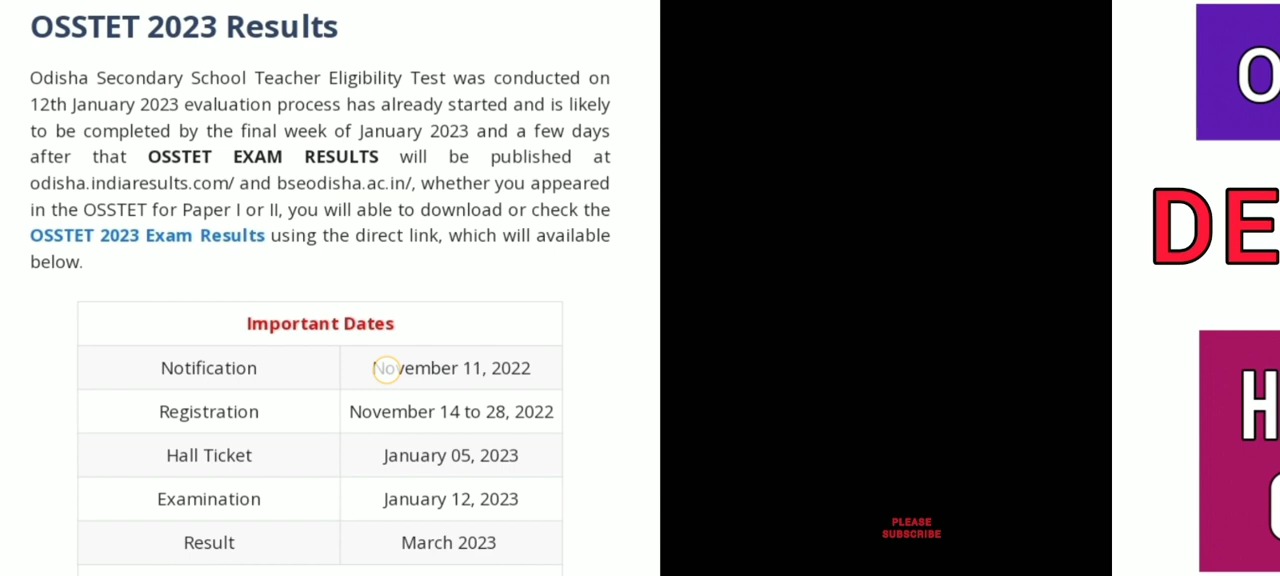 OSSTET 2023 Results
Odisha Secondary School Teacher Eligibility Test was conducted on
12th January 2023 evaluation process has already started and is likely
to be completed by the final week of January 2023 and a few days
after that OSSTET EXAM RESULTS will be published at
odisha.indiaresults.com/ and bseodisha.ac.in/, whether you appeared
in the OSSTET for Paper I or II, you will able to download or check the
OSSTET 2023 Exam Results using the direct link, which will available
below.
Important Dates
Notification November 11, 2022
Registration November 14 to 28, 2022
Hall Ticket January 05, 2023
Examination January 12, 2023
Result March 2023
PLEASE
SUBSCRIBE
O
DE
H